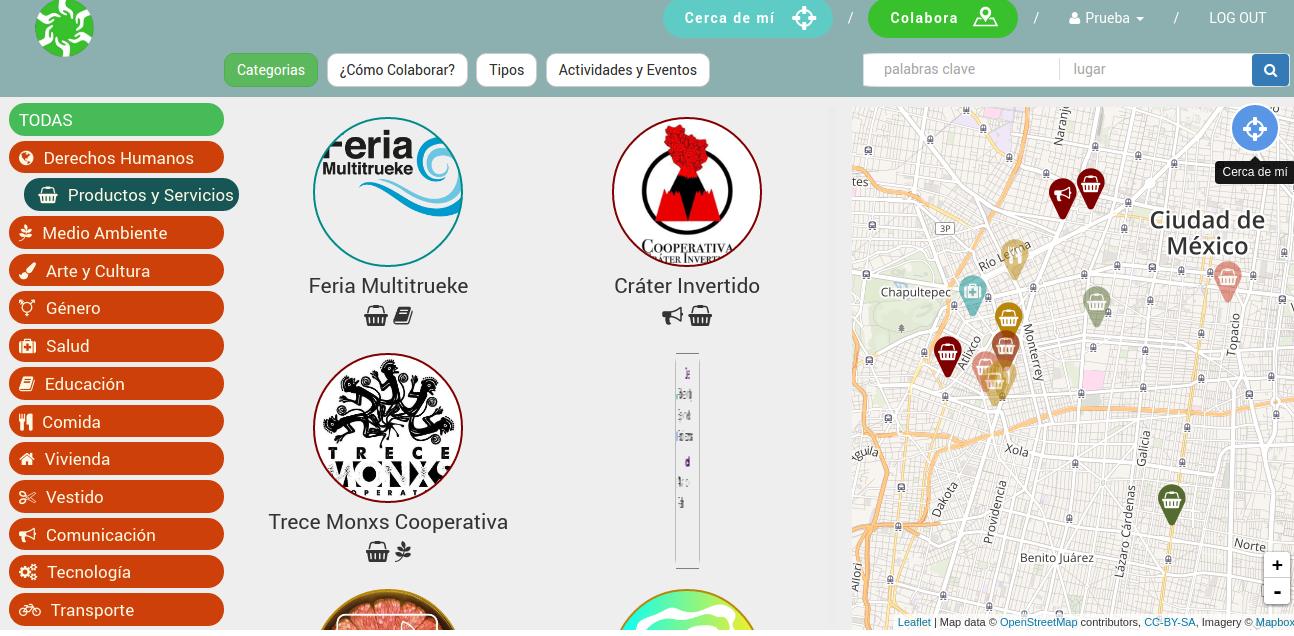 Cerca de mí
/
Colabora
/
Prueba
/
LOG OUT
Categorias
¿Cómo Colaborar?
Tipos
Actividades y Eventos
palabras clave
lugar
TODAS
Derechos Humanos
Productos y Servicios
Medio Ambiente
Arte y Cultura
Género
Salud
Educación
Comida
Vivienda
Vestido
Comunicación
Tecnología
Transporte
Feria
Multitrueke
Feria Multitrueke
COOPERATIVA
Cráter Invertido
TRECE
MONXS
Trece Monxs Cooperativa
Cerca de mí
Naranjo
3P
Ciudad de
México
Río Lerma
Chapultepec
Atlixco
Monterrey
Topacio
Xola
Galicia
Dakota
Providencia
Lázaro Cárdenas
Benito Juárez
Norte
+
-
Leaflet | Map data © OpenStreetMap contributors, CC-BY-SA, Imagery © Mapbox